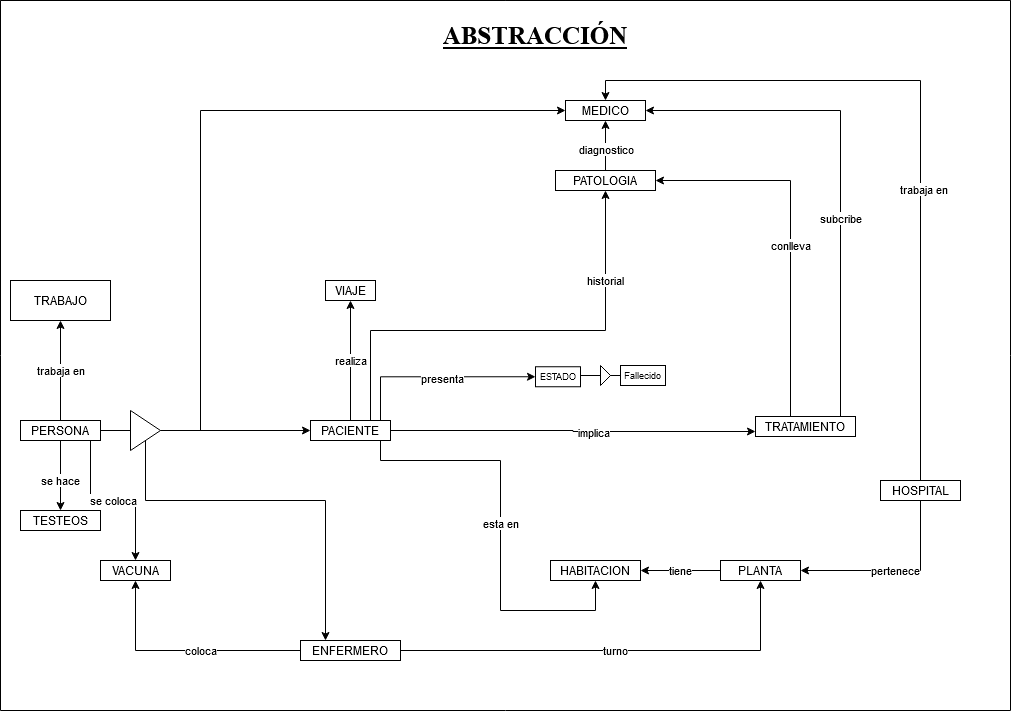 ABSTRACCIÓN
MEDICO
diagnostico
PATOLOGIA
trabaja en
subcribe
conlleva
historial
VIAJE
TRABAJO
realiza
trabaja en
presenta
ESTADO
Fallecido
PERSONA
PACIENTE
implica
TRATAMIENTO
se hace
se coloca
HOSPITAL
TESTEOS
esta en
VACUNA
HABITACION
tiene
PLANTA
pertenece
coloca
ENFERMERO
turno